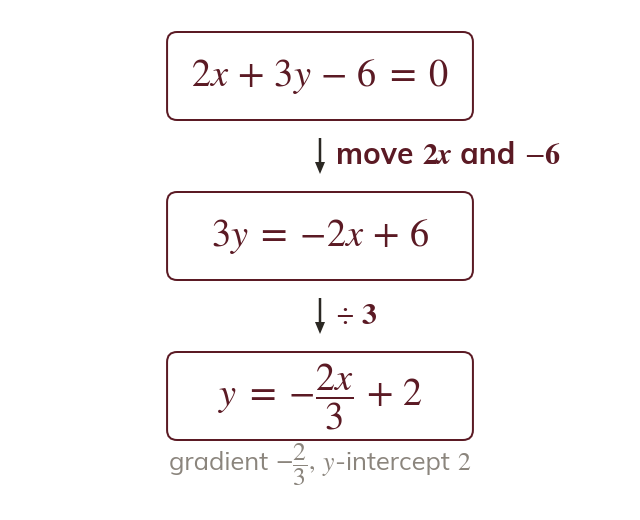 2x + 3y − 6 = 0
move 2x and −6
3y = −2x + 6
÷ 3
y = −2x/3 + 2
gradient −2/3, y-intercept 2